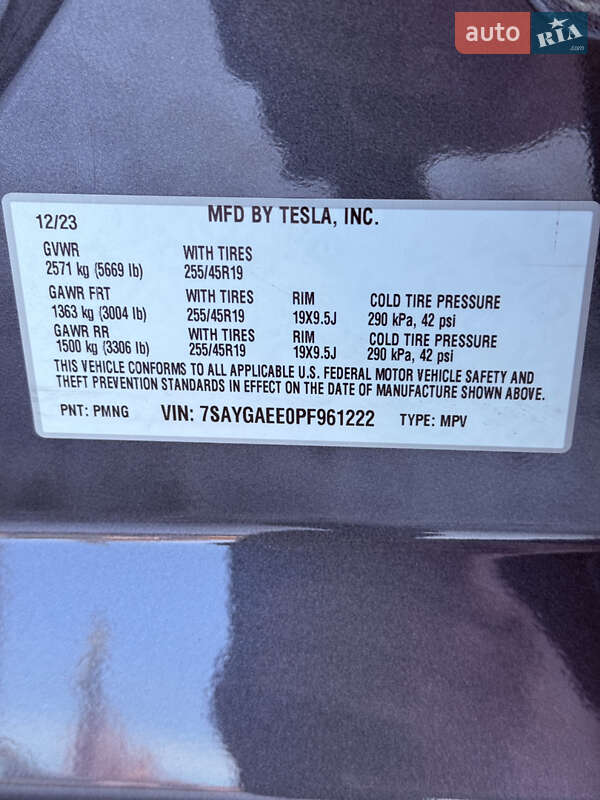 auto RIA.com
12/23 MFD BY TESLA, INC.
GVWR WITH TIRES
2571 kg (5669 lb) 255/45R19
GAWR FRT WITH TIRES RIM COLD TIRE PRESSURE
1363 kg (3004 lb) 255/45R19 19X9.5J 290 kPa, 42 psi
GAWR RR WITH TIRES RIM COLD TIRE PRESSURE
1500 kg (3306 lb) 255/45R19 19X9.5J 290 kPa, 42 psi
THIS VEHICLE CONFORMS TO ALL APPLICABLE U.S. FEDERAL MOTOR VEHICLE SAFETY AND
THEFT PREVENTION STANDARDS IN EFFECT ON THE DATE OF MANUFACTURE SHOWN ABOVE.
PNT: PMNG VIN: 7SAYGAEE0PF961222 TYPE: MPV